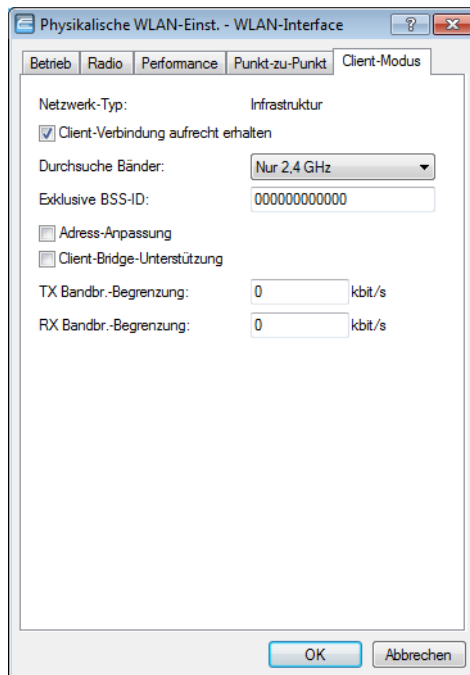 Physikalische WLAN-Einst. - WLAN-Interface
Betrieb Radio Performance Punkt-zu-Punkt Client-Modus
Netzwerk-Typ: Infrastruktur
Client-Verbindung aufrecht erhalten
Durchsuche Bänder: Nur 2,4 GHz
Exklusive BSS-ID: 000000000000
Adress-Anpassung
Client-Bridge-Unterstützung
TX Bandbr.-Begrenzung: 0 kbit/s
RX Bandbr.-Begrenzung: 0 kbit/s
OK Abbrechen